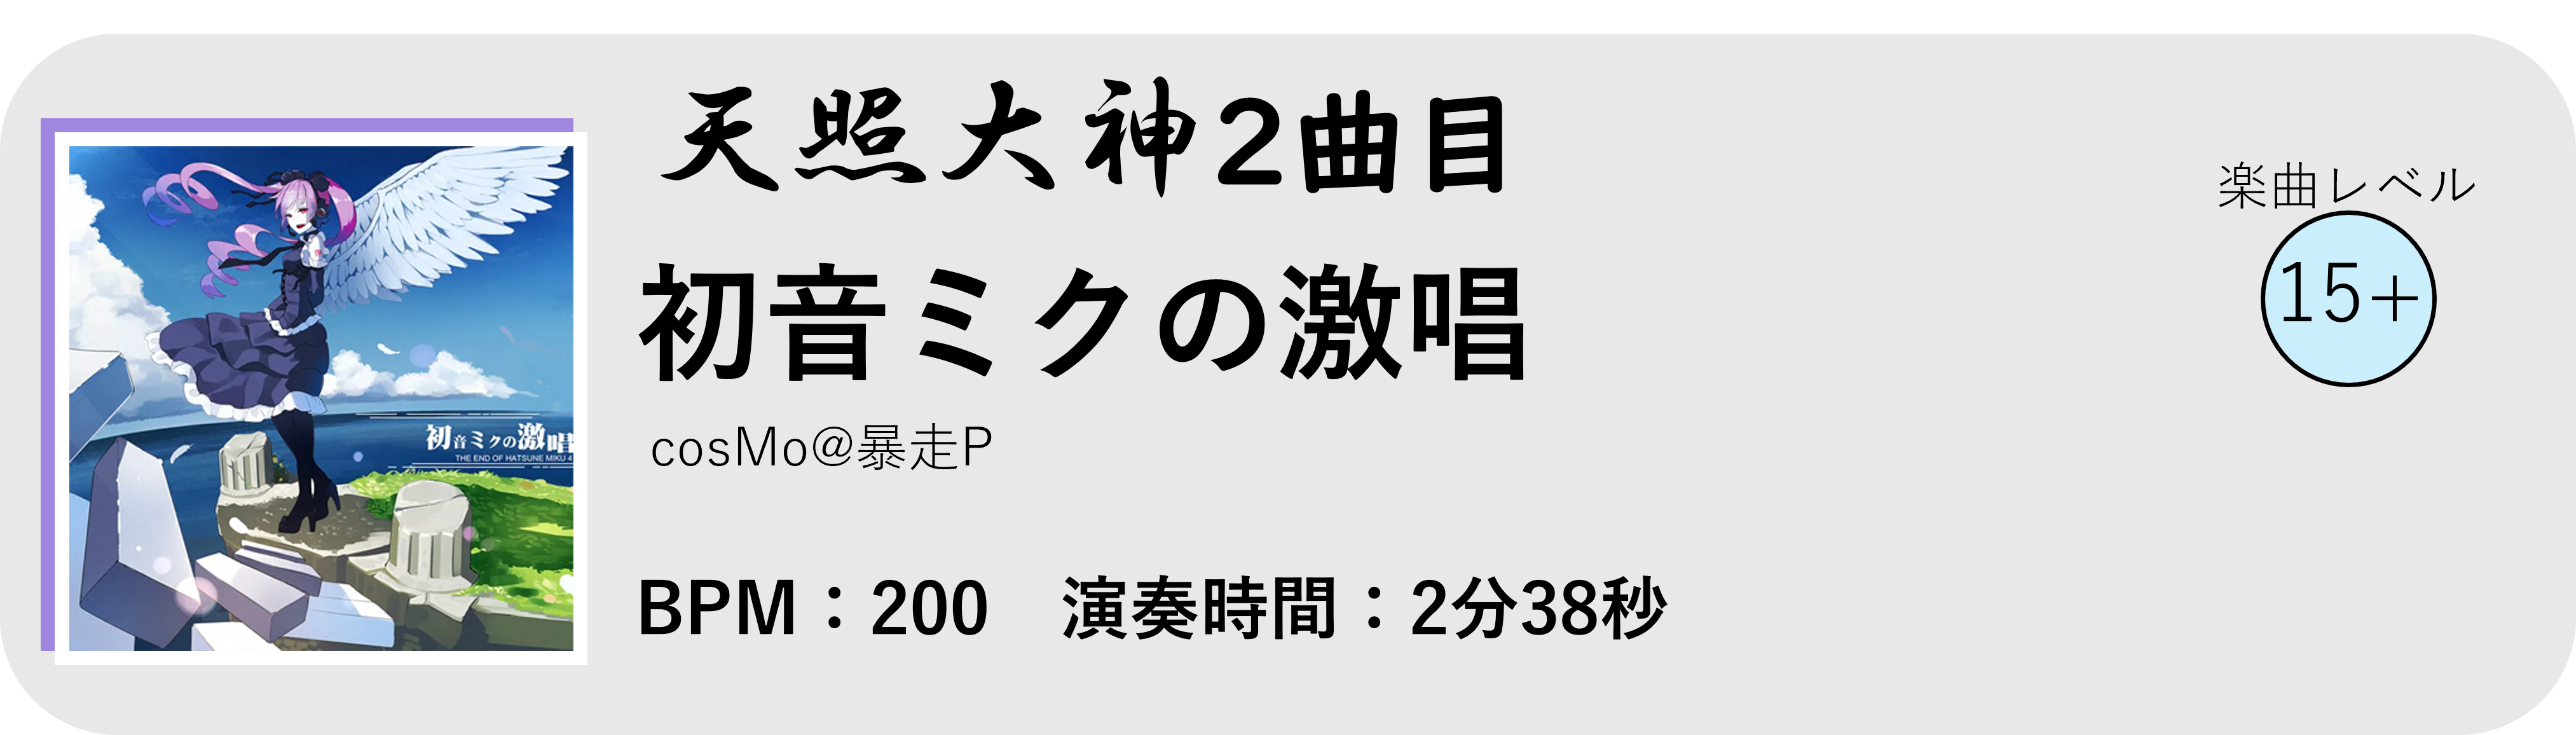 天照大神2曲目
楽曲レベル
15+
初音ミクの激唱
cosMo@暴走P
初音ミクの激唱
THE END OF HATSUNE MIKU 4
BPM：200　演奏時間：2分38秒